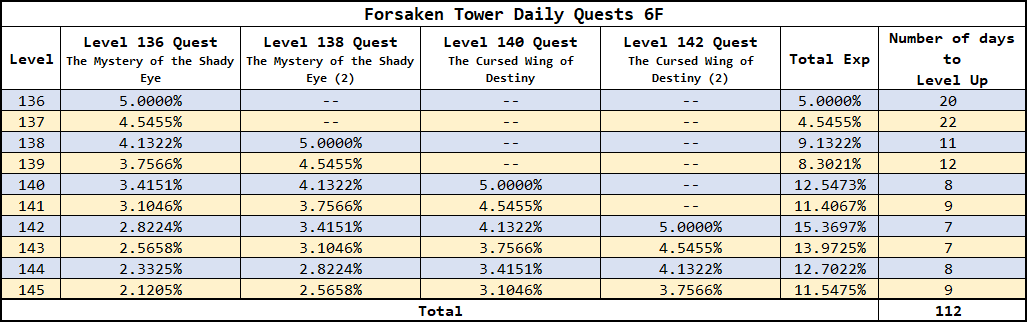 Forsaken Tower Daily Quests 6F
Level | Level 136 Quest The Mystery of the Shady Eye | Level 138 Quest The Mystery of the Shady Eye (2) | Level 140 Quest The Cursed Wing of Destiny | Level 142 Quest The Cursed Wing of Destiny (2) | Total Exp | Number of days to Level Up
136 | 5.0000% | -- | -- | -- | 5.0000% | 20
137 | 4.5455% | -- | -- | -- | 4.5455% | 22
138 | 4.1322% | 5.0000% | -- | -- | 9.1322% | 11
139 | 3.7566% | 4.5455% | -- | -- | 8.3021% | 12
140 | 3.4151% | 4.1322% | 5.0000% | -- | 12.5473% | 8
141 | 3.1046% | 3.7566% | 4.5455% | -- | 11.4067% | 9
142 | 2.8224% | 3.4151% | 4.1322% | 5.0000% | 15.3697% | 7
143 | 2.5658% | 3.1046% | 3.7566% | 4.5455% | 13.9725% | 7
144 | 2.3325% | 2.8224% | 3.4151% | 4.1322% | 12.7022% | 8
145 | 2.1205% | 2.5658% | 3.1046% | 3.7566% | 11.5475% | 9
Total | 112